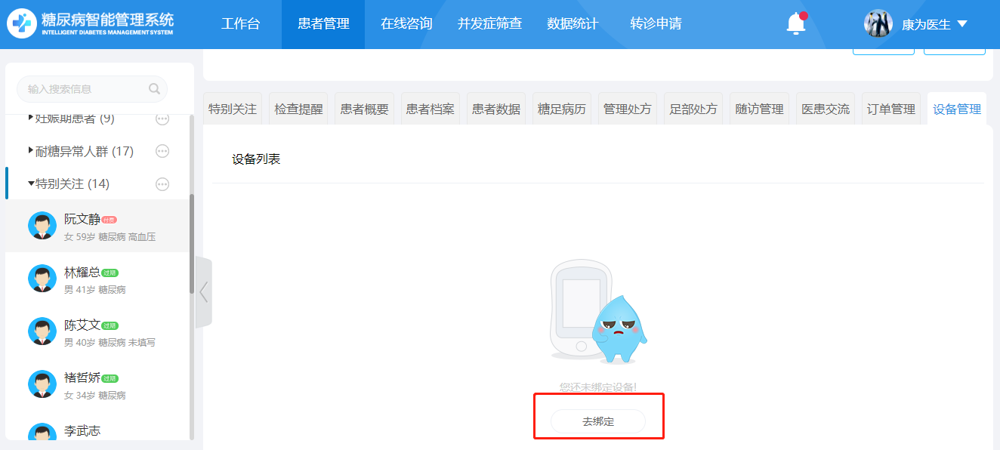 糖尿病智能管理系统
INTELLIGENT DIABETES MANAGEMENT SYSTEM
工作台 患者管理 在线咨询 并发症筛查 数据统计 转诊申请 康为医生
输入搜索信息
妊娠期患者 (9)
耐糖异常人群 (17)
特别关注 (14)
阮文静 付费
女 59岁 糖尿病 高血压
林耀总 过期
男 41岁 糖尿病
陈艾文 过期
男 40岁 糖尿病 未填写
褚哲娇 过期
女 34岁 糖尿病
李武志
特别关注 检查提醒 患者概要 患者档案 患者数据 糖足病历 管理处方 足部处方 随访管理 医患交流 订单管理 设备管理
设备列表
您还未绑定设备!
去绑定